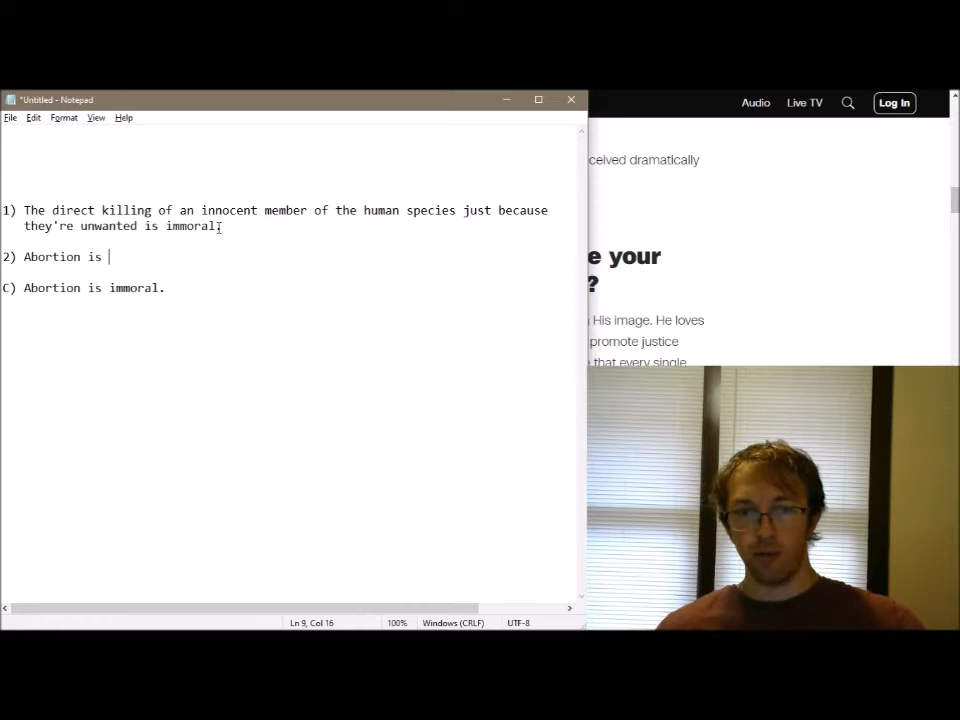 *Untitled - Notepad
File Edit Format View Help
1) The direct killing of an innocent member of the human species just because
they're unwanted is immoral.
2) Abortion is
C) Abortion is immoral.
Ln 9, Col 16 100% Windows (CRLF) UTF-8
Audio Live TV Log In
ceived dramatically
e your
?
His image. He loves
promote justice
e that every single